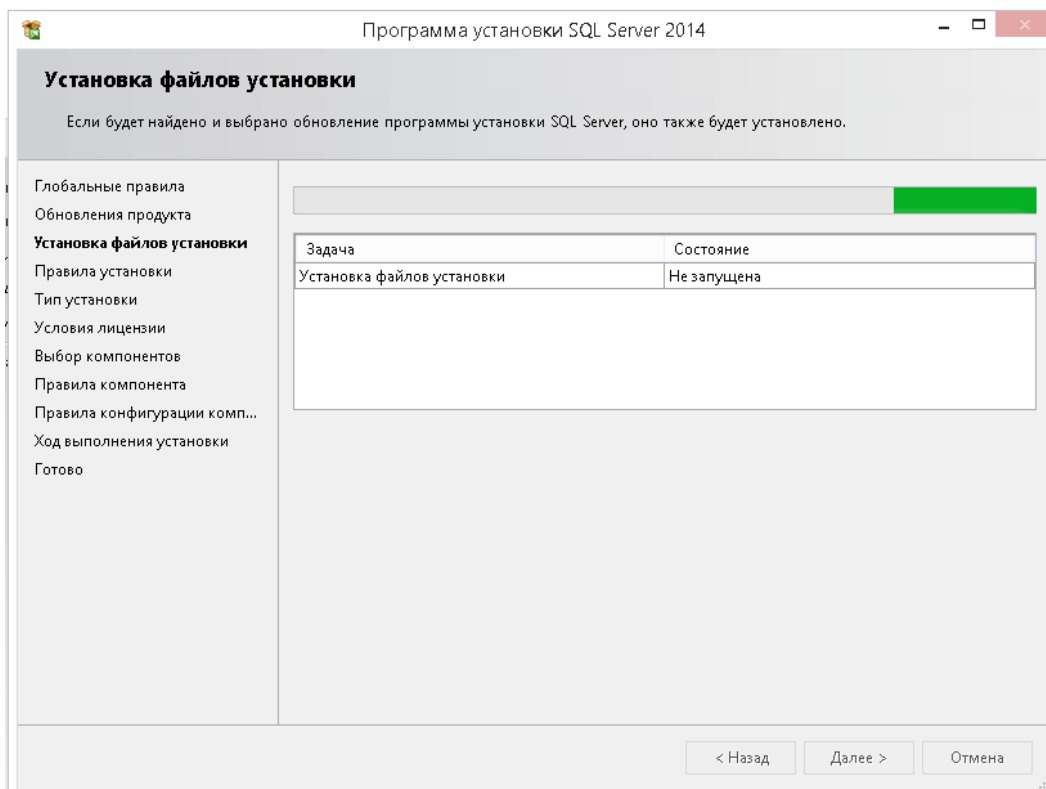 Программа установки SQL Server 2014
Установка файлов установки
Если будет найдено и выбрано обновление программы установки SQL Server, оно также будет установлено.
Глобальные правила
Обновления продукта
Установка файлов установки
Правила установки
Тип установки
Условия лицензии
Выбор компонентов
Правила компонента
Правила конфигурации комп...
Ход выполнения установки
Готово
Задача Состояние
Установка файлов установки Не запущена
< Назад Далее > Отмена